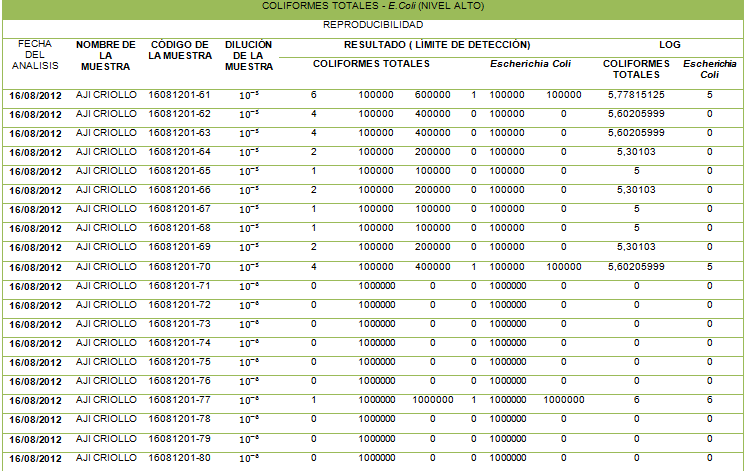 COLIFORMES TOTALES - E.Coli (NIVEL ALTO)
REPRODUCIBILIDAD
FECHA DEL ANALISIS NOMBRE DE LA MUESTRA CÓDIGO DE LA MUESTRA DILUCIÓN DE LA MUESTRA RESULTADO ( LÍMITE DE DETECCIÓN) LOG
COLIFORMES TOTALES Escherichia Coli COLIFORMES TOTALES Escherichia Coli
16/08/2012 AJI CRIOLLO 16081201-61 10⁻⁵ 6 100000 600000 1 100000 100000 5,77815125 5
16/08/2012 AJI CRIOLLO 16081201-62 10⁻⁵ 4 100000 400000 0 100000 0 5,60205999 0
16/08/2012 AJI CRIOLLO 16081201-63 10⁻⁵ 4 100000 400000 0 100000 0 5,60205999 0
16/08/2012 AJI CRIOLLO 16081201-64 10⁻⁵ 2 100000 200000 0 100000 0 5,30103 0
16/08/2012 AJI CRIOLLO 16081201-65 10⁻⁵ 1 100000 100000 0 100000 0 5 0
16/08/2012 AJI CRIOLLO 16081201-66 10⁻⁵ 2 100000 200000 0 100000 0 5,30103 0
16/08/2012 AJI CRIOLLO 16081201-67 10⁻⁵ 1 100000 100000 0 100000 0 5 0
16/08/2012 AJI CRIOLLO 16081201-68 10⁻⁵ 1 100000 100000 0 100000 0 5 0
16/08/2012 AJI CRIOLLO 16081201-69 10⁻⁵ 2 100000 200000 0 100000 0 5,30103 0
16/08/2012 AJI CRIOLLO 16081201-70 10⁻⁵ 4 100000 400000 1 100000 100000 5,60205999 5
16/08/2012 AJI CRIOLLO 16081201-71 10⁻⁶ 0 1000000 0 0 1000000 0 0 0
16/08/2012 AJI CRIOLLO 16081201-72 10⁻⁶ 0 1000000 0 0 1000000 0 0 0
16/08/2012 AJI CRIOLLO 16081201-73 10⁻⁶ 0 1000000 0 0 1000000 0 0 0
16/08/2012 AJI CRIOLLO 16081201-74 10⁻⁶ 0 1000000 0 0 1000000 0 0 0
16/08/2012 AJI CRIOLLO 16081201-75 10⁻⁶ 0 1000000 0 0 1000000 0 0 0
16/08/2012 AJI CRIOLLO 16081201-76 10⁻⁶ 0 1000000 0 0 1000000 0 0 0
16/08/2012 AJI CRIOLLO 16081201-77 10⁻⁶ 1 1000000 1000000 1 1000000 1000000 6 6
16/08/2012 AJI CRIOLLO 16081201-78 10⁻⁶ 0 1000000 0 0 1000000 0 0 0
16/08/2012 AJI CRIOLLO 16081201-79 10⁻⁶ 0 1000000 0 0 1000000 0 0 0
16/08/2012 AJI CRIOLLO 16081201-80 10⁻⁶ 0 1000000 0 0 1000000 0 0 0